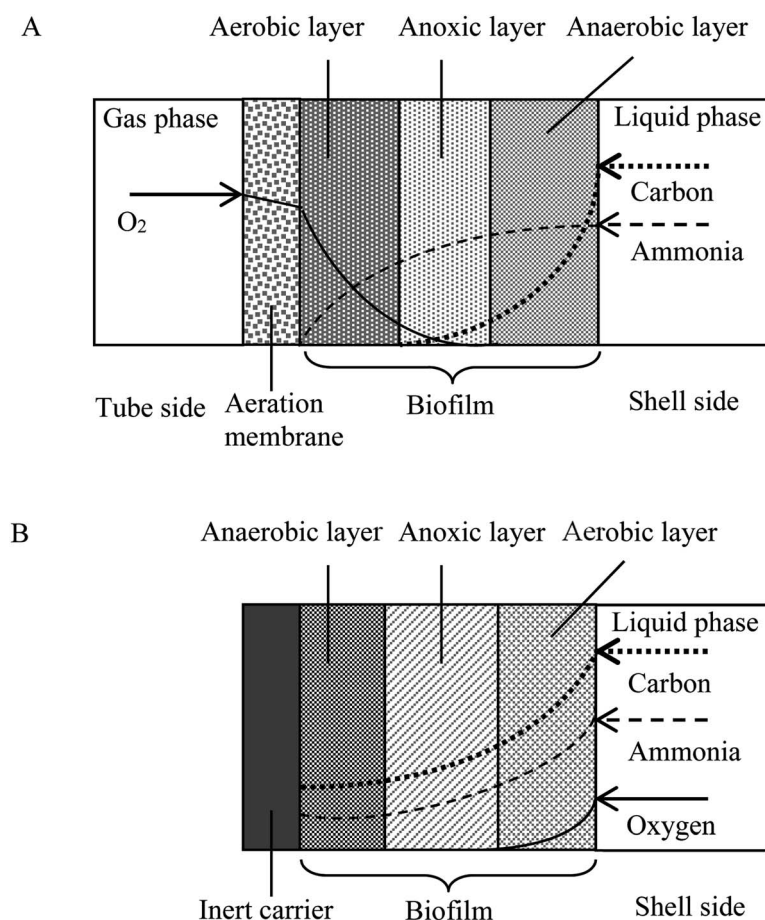 A
Aerobic layer
Anoxic layer
Anaerobic layer
Gas phase
Liquid phase
O₂
Carbon
Ammonia
Tube side
Aeration
membrane
Biofilm
Shell side
B
Anaerobic layer
Anoxic layer
Aerobic layer
Liquid phase
Carbon
Ammonia
Oxygen
Inert carrier
Biofilm
Shell side